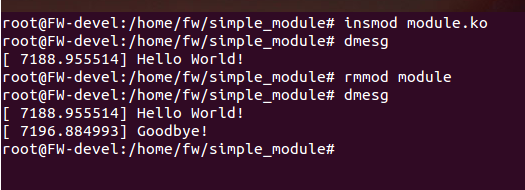 root@FW-devel:/home/fw/simple_module# insmod module.ko
root@FW-devel:/home/fw/simple_module# dmesg
[ 7188.955514] Hello World!
root@FW-devel:/home/fw/simple_module# rmmod module
root@FW-devel:/home/fw/simple_module# dmesg
[ 7188.955514] Hello World!
[ 7196.884993] Goodbye!
root@FW-devel:/home/fw/simple_module#